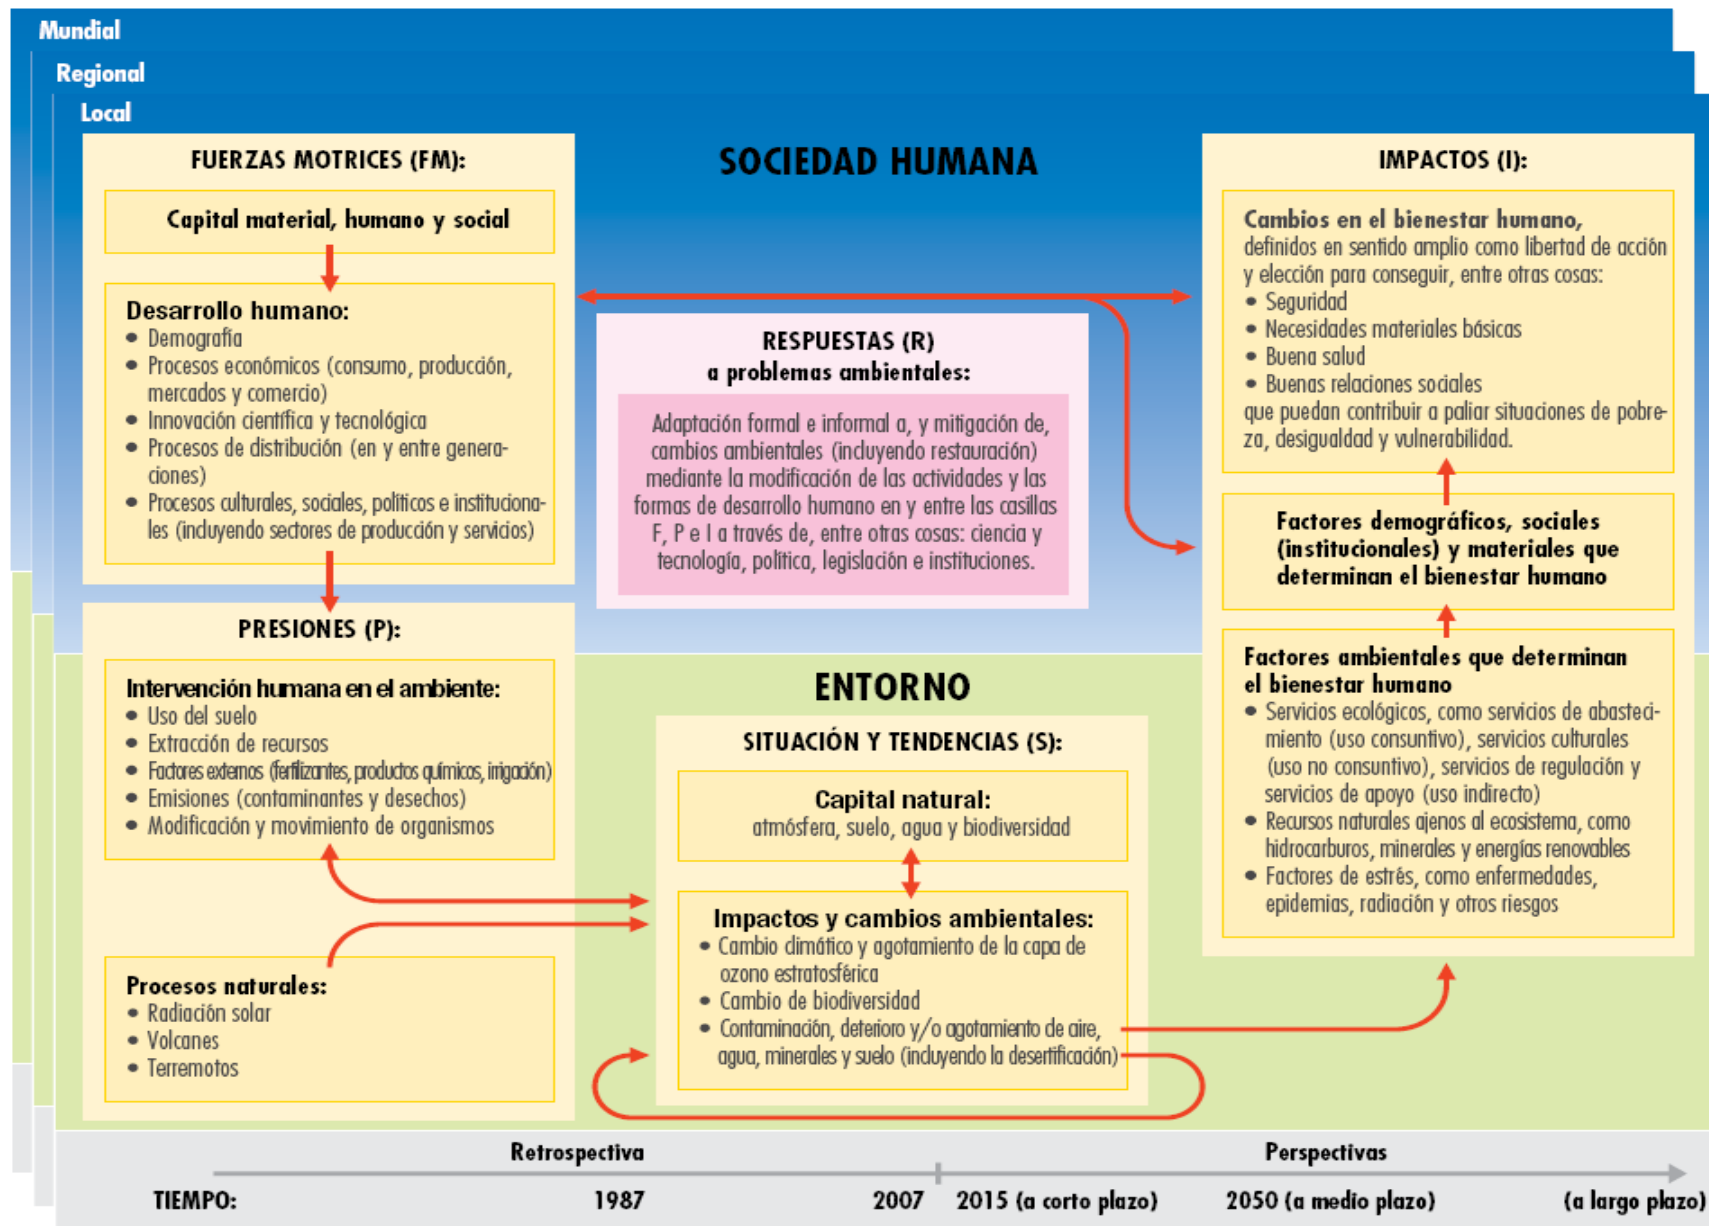 Mundial
Regional
Local
FUERZAS MOTRICES (FM):
Capital material, humano y social
Desarrollo humano:
• Demografía
• Procesos económicos (consumo, producción,
mercados y comercio)
• Innovación científica y tecnológica
• Procesos de distribución (en y entre genera-
ciones)
• Procesos culturales, sociales, políticos e instituciona-
les (incluyendo sectores de producción y servicios)
PRESIONES (P):
Intervención humana en el ambiente:
• Uso del suelo
• Extracción de recursos
• Factores externos (fertilizantes, productos químicos, irrigación)
• Emisiones (contaminantes y desechos)
• Modificación y movimiento de organismos
Procesos naturales:
• Radiación solar
• Volcanes
• Terremotos
SOCIEDAD HUMANA
RESPUESTAS (R)
a problemas ambientales:
Adaptación formal e informal a, y mitigación de,
cambios ambientales (incluyendo restauración)
mediante la modificación de las actividades y las
formas de desarrollo humano en y entre las casillas
F, P e I a través de, entre otras cosas: ciencia y
tecnología, política, legislación e instituciones.
ENTORNO
SITUACIÓN Y TENDENCIAS (S):
Capital natural:
atmósfera, suelo, agua y biodiversidad
Impactos y cambios ambientales:
• Cambio climático y agotamiento de la capa de
ozono estratosférica
• Cambio de biodiversidad
• Contaminación, deterioro y/o agotamiento de aire,
agua, minerales y suelo (incluyendo la desertificación)
IMPACTOS (I):
Cambios en el bienestar humano,
definidos en sentido amplio como libertad de acción
y elección para conseguir, entre otras cosas:
• Seguridad
• Necesidades materiales básicas
• Buena salud
• Buenas relaciones sociales
que puedan contribuir a paliar situaciones de pobre-
za, desigualdad y vulnerabilidad.
Factores demográficos, sociales
(institucionales) y materiales que
determinan el bienestar humano
Factores ambientales que determinan
el bienestar humano
• Servicios ecológicos, como servicios de abasteci-
miento (uso consuntivo), servicios culturales
(uso no consuntivo), servicios de regulación y
servicios de apoyo (uso indirecto)
• Recursos naturales ajenos al ecosistema, como
hidrocarburos, minerales y energías renovables
• Factores de estrés, como enfermedades,
epidemias, radiación y otros riesgos
Retrospectiva
Perspectivas
TIEMPO:
1987
2007
2015 (a corto plazo)
2050 (a medio plazo)
(a largo plazo)